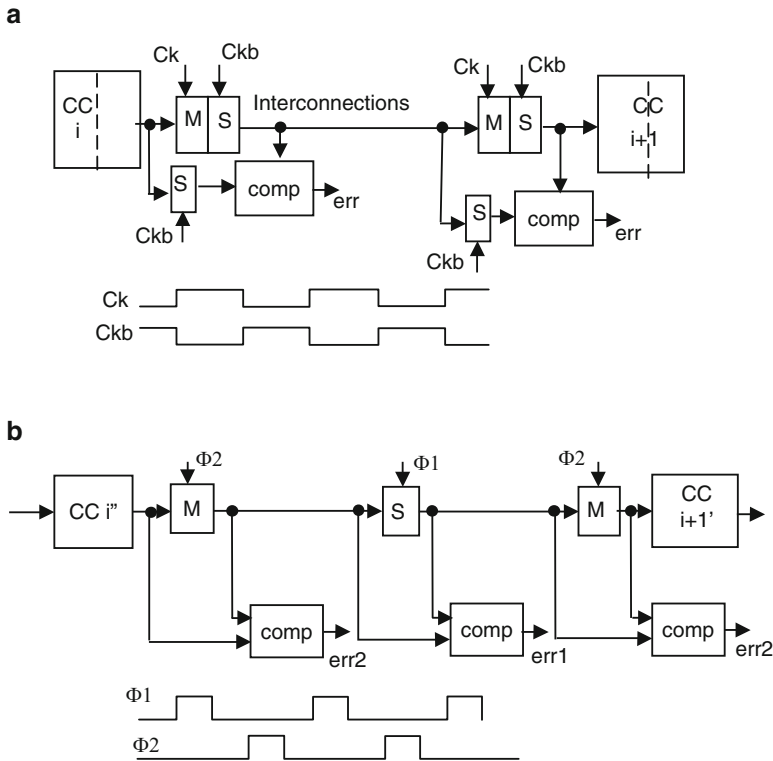 a
Ck
Ckb
Ck
Ckb
CC
i
M
S
Interconnections
M
S
CC
i+1
S
comp
err
S
comp
err
Ckb
Ckb
Ck
Ckb
b
Φ2
Φ1
Φ2
CC i”
M
S
M
CC
i+1’
comp
err2
comp
err1
comp
err2
Φ1
Φ2